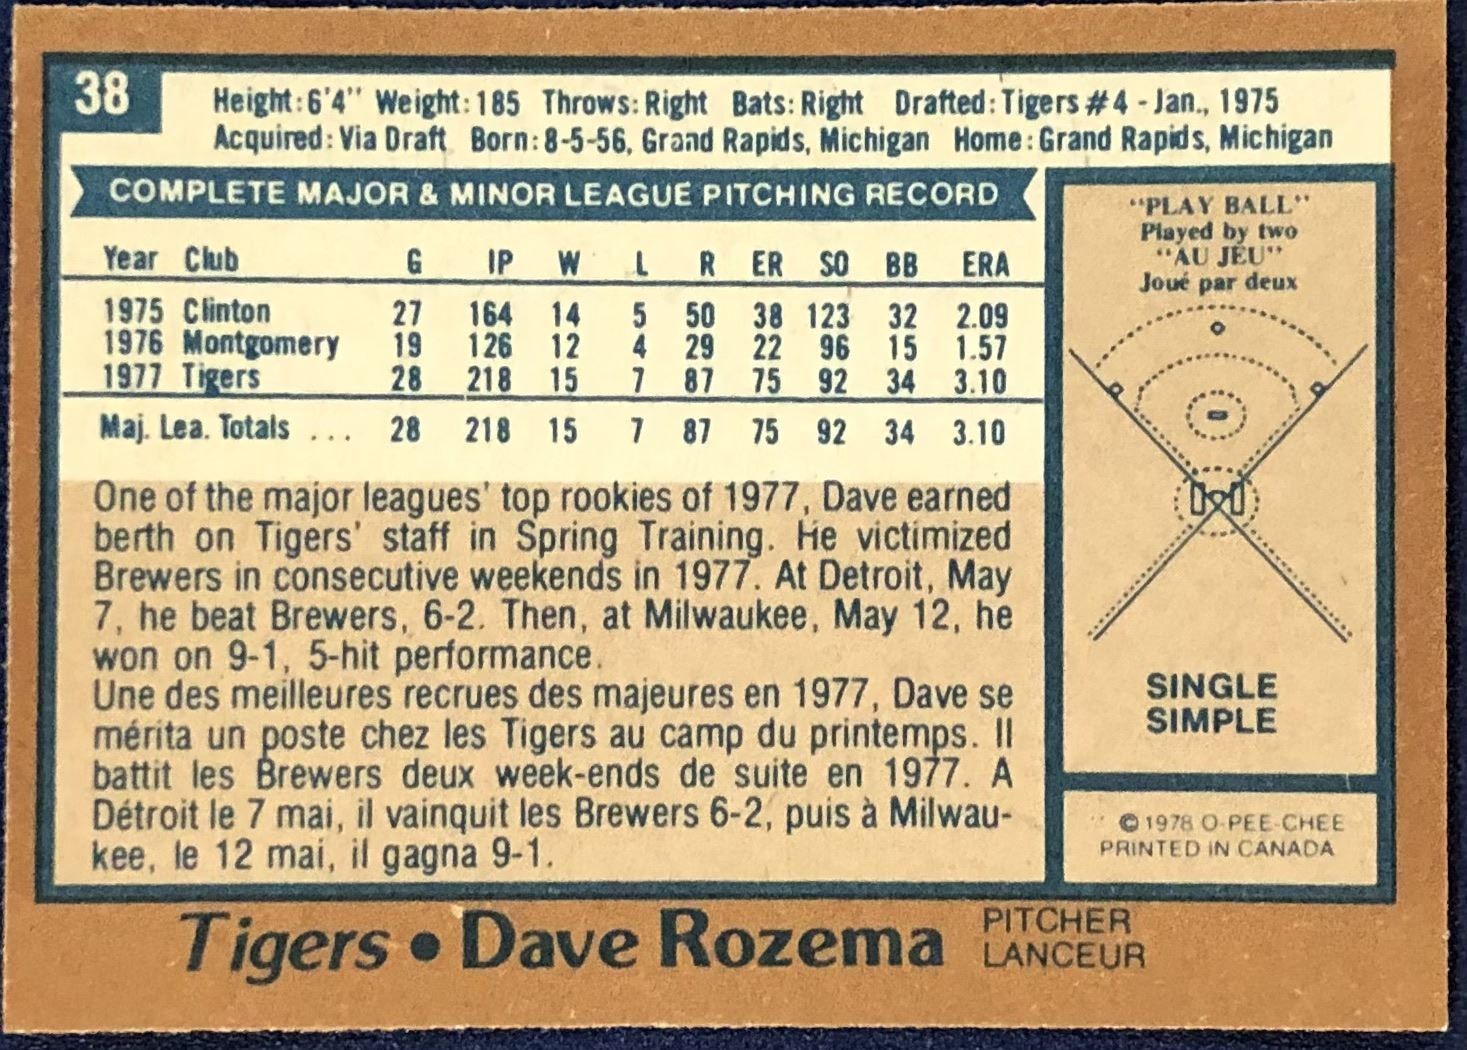 38
Height:6'4" Weight:185 Throws:Right Bats:Right Drafted:Tigers #4 - Jan., 1975
Acquired:Via Draft Born:8-5-56, Grand Rapids, Michigan Home:Grand Rapids, Michigan
COMPLETE MAJOR & MINOR LEAGUE PITCHING RECORD
Year Club G IP W L R ER SO BB ERA
1975 Clinton 27 164 14 5 50 38 123 32 2.09
1976 Montgomery 19 126 12 4 29 22 96 15 1.57
1977 Tigers 28 218 15 7 87 75 92 34 3.10
Maj. Lea. Totals ... 28 218 15 7 87 75 92 34 3.10
One of the major leagues' top rookies of 1977, Dave earned
berth on Tigers' staff in Spring Training. He victimized
Brewers in consecutive weekends in 1977. At Detroit, May
7, he beat Brewers, 6-2. Then, at Milwaukee, May 12, he
won on 9-1, 5-hit performance.
Une des meilleures recrues des majeures en 1977, Dave se
mérita un poste chez les Tigers au camp du printemps. Il
battit les Brewers deux week-ends de suite en 1977. A
Détroit le 7 mai, il vainquit les Brewers 6-2, puis à Milwau-
kee, le 12 mai, il gagna 9-1.
"PLAY BALL"
Played by two
"AU JEU"
Joué par deux
SINGLE
SIMPLE
©1978 O-PEE-CHEE
PRINTED IN CANADA
Tigers • Dave Rozema
PITCHER
LANCEUR